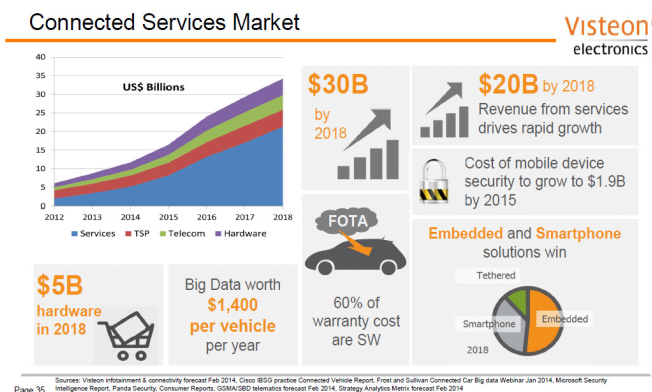 Connected Services Market
Visteon
electronics
US$ Billions
40
35
30
25
20
15
10
5
0
2012 2013 2014 2015 2016 2017 2018
Services TSP Telecom Hardware
$30B
by
2018
$20B by 2018
Revenue from services
drives rapid growth
Cost of mobile device
security to grow to $1.9B
by 2015
FOTA
60% of
warranty cost
are SW
Embedded and Smartphone
solutions win
Tethered
Smartphone
Embedded
2018
$5B
hardware
in 2018
Big Data worth
$1,400
per vehicle
per year
Page 35
Sources: Visteon infotainment & connectivity forecast Feb 2014, Cisco IBSG practice Connected Vehicle Report, Frost and Sullivan Connected Car Big data Webinar Jan 2014, Microsoft Security
Intelligence Report, Panda Security, Consumer Reports, GSMA/SBD telematics forecast Feb 2014, Strategy Analytics Metrix forecast Feb 2014